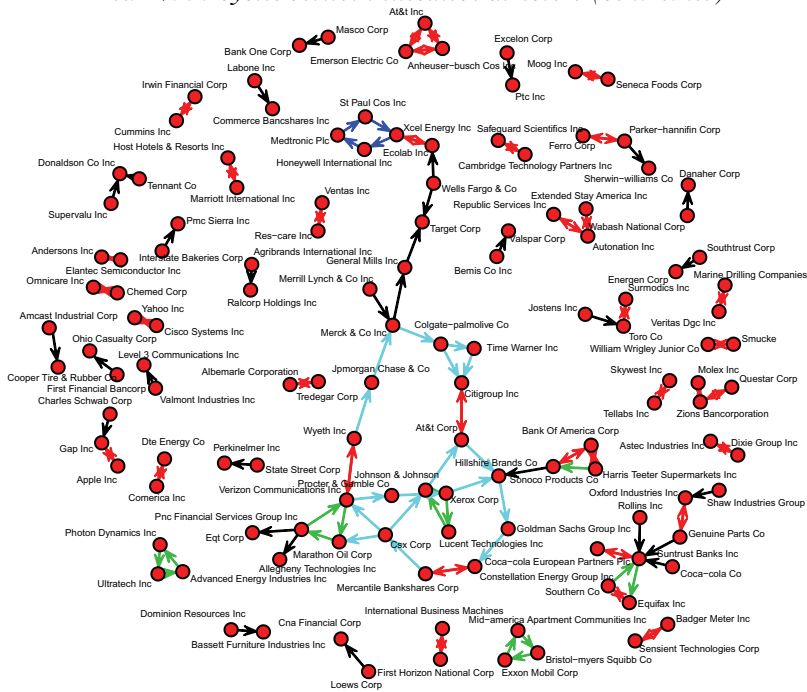 At&t Inc
Masco Corp
Bank One Corp
Emerson Electric Co
Anheuser−busch Cos Inc
Excelon Corp
Ptc Inc
Moog Inc
Seneca Foods Corp
Labone Inc
Commerce Bancshares Inc
Irwin Financial Corp
Cummins Inc
St Paul Cos Inc
Medtronic Plc
Xcel Energy Inc
Ecolab Inc
Honeywell International Inc
Safeguard Scientifics Inc
Cambridge Technology Partners Inc
Ferro Corp
Parker−hannifin Corp
Sherwin−williams Co
Host Hotels & Resorts Inc
Marriott International Inc
Donaldson Co Inc
Tennant Co
Supervalu Inc
Wells Fargo & Co
Danaher Corp
Extended Stay America Inc
Republic Services Inc
Wabash National Corp
Autonation Inc
Ventas Inc
Res−care Inc
Pmc Sierra Inc
Interstate Bakeries Corp
Target Corp
Valspar Corp
Bemis Co Inc
Andersons Inc
Elantec Semiconductor Inc
Agribrands International Inc
Ralcorp Holdings Inc
General Mills Inc
Merrill Lynch & Co Inc
Southtrust Corp
Energen Corp
Marine Drilling Companies
Surmodics Inc
Veritas Dgc Inc
Omnicare Inc
Chemed Corp
Yahoo Inc
Cisco Systems Inc
Amcast Industrial Corp
Cooper Tire & Rubber Co
Ohio Casualty Corp
First Financial Bancorp
Level 3 Communications Inc
Valmont Industries Inc
Merck & Co Inc
Colgate−palmolive Co
Time Warner Inc
Jostens Inc
Toro Co
William Wrigley Junior Co
Smucke
Albemarle Corporation
Tredegar Corp
Jpmorgan Chase & Co
Citigroup Inc
Skywest Inc
Tellabs Inc
Molex Inc
Questar Corp
Zions Bancorporation
Charles Schwab Corp
Gap Inc
Apple Inc
Dte Energy Co
Comerica Inc
Perkinelmer Inc
State Street Corp
Wyeth Inc
At&t Corp
Bank Of America Corp
Astec Industries Inc
Dixie Group Inc
Hillshire Brands Co
Sonoco Products Co
Harris Teeter Supermarkets Inc
Johnson & Johnson
Procter & Gamble Co
Verizon Communications Inc
Xerox Corp
Lucent Technologies Inc
Oxford Industries Inc
Shaw Industries Group
Rollins Inc
Genuine Parts Co
Pnc Financial Services Group Inc
Eqt Corp
Marathon Oil Corp
Allegheny Technologies Inc
Csx Corp
Goldman Sachs Group Inc
Coca−cola European Partners Plc
Suntrust Banks Inc
Coca−cola Co
Photon Dynamics Inc
Ultratech Inc
Advanced Energy Industries Inc
Mercantile Bankshares Corp
Constellation Energy Group Inc
Southern Co
Equifax Inc
Dominion Resources Inc
Bassett Furniture Industries Inc
Cna Financial Corp
Loews Corp
International Business Machines
First Horizon National Corp
Mid−america Apartment Communities Inc
Bristol−myers Squibb Co
Exxon Mobil Corp
Badger Meter Inc
Sensient Technologies Corp